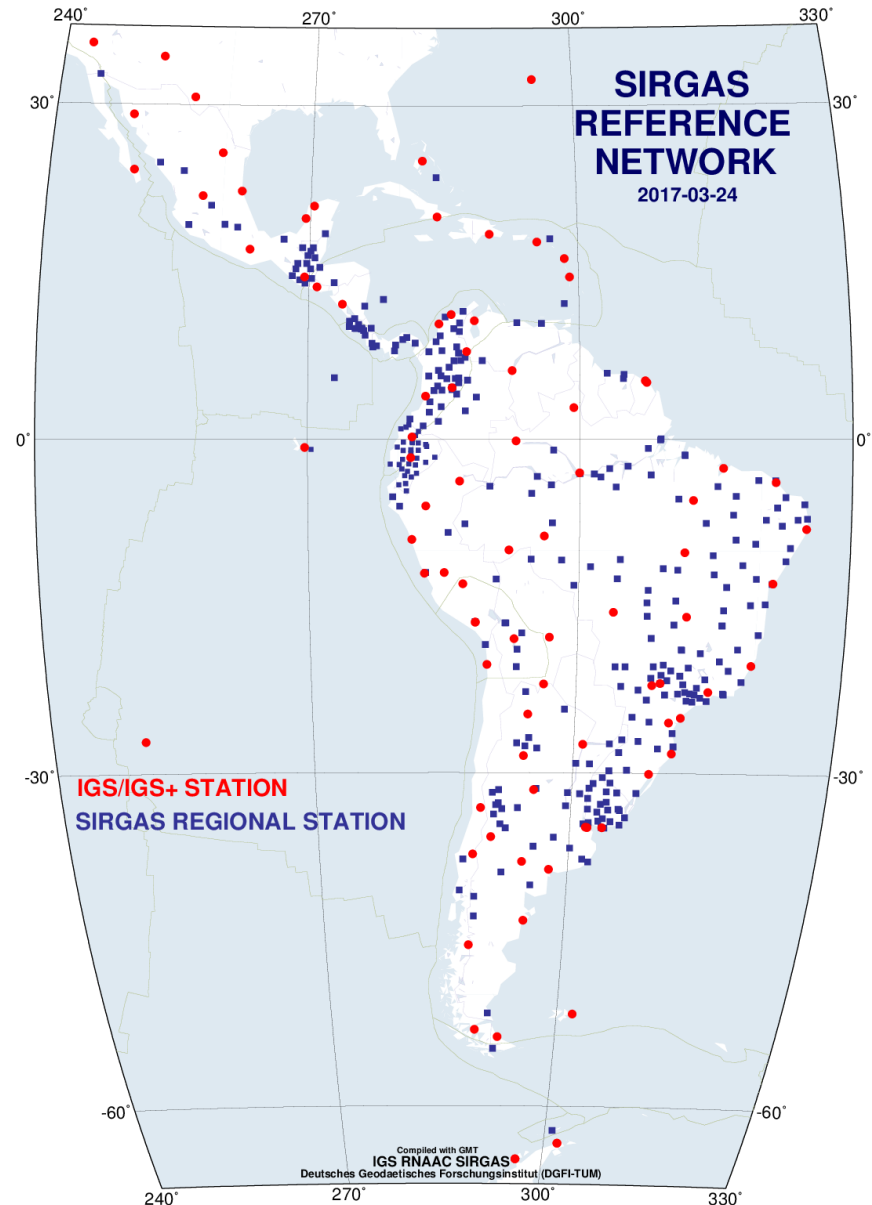 240˚
270˚
300˚
330˚
SIRGAS
REFERENCE
NETWORK
2017-03-24
30˚
30˚
0˚
0˚
-30˚
-30˚
IGS/IGS+ STATION
SIRGAS REGIONAL STATION
-60˚
-60˚
Compiled with GMT
IGS RNAAC SIRGAS
Deutsches Geodaetisches Forschungsinstitut (DGFI-TUM)
240˚
270˚
300˚
330˚